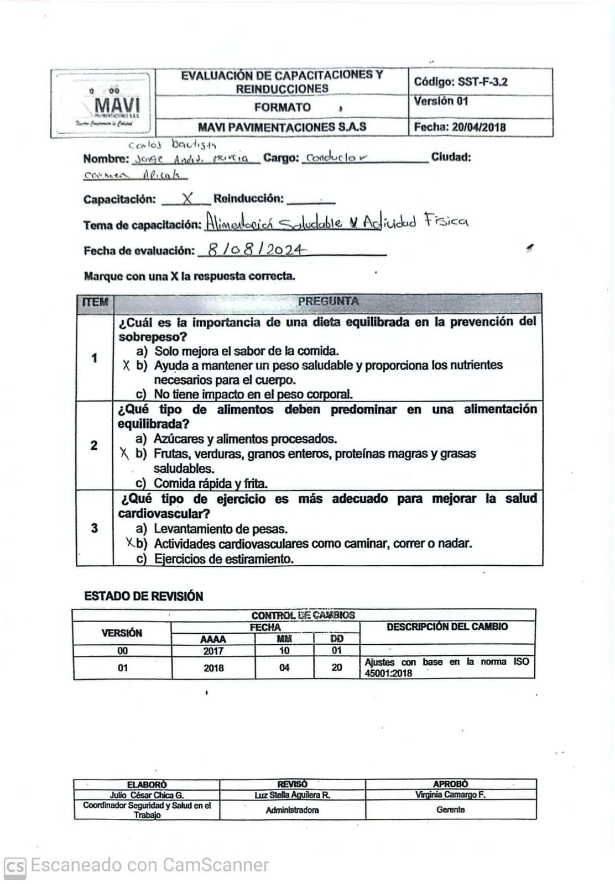 EVALUACIÓN DE CAPACITACIONES Y
REINDUCCIONES
Código: SST-F-3.2
MAVI
PAVIMENTACIONES S.A.S
FORMATO
Versión 01
MAVI PAVIMENTACIONES S.A.S
Fecha: 20/04/2018
Carlos Bautista
Nombre: Jorge Cargo: Conductor Ciudad:
Carmen
Capacitación: X Reinducción:
Tema de capacitación: Alimentación Saludable y Actividad Física
Fecha de evaluación: 8/08/2024
Marque con una X la respuesta correcta.
ITEM PREGUNTA
1
¿Cuál es la importancia de una dieta equilibrada en la prevención del
sobrepeso?
a) Solo mejora el sabor de la comida.
X b) Ayuda a mantener un peso saludable y proporciona los nutrientes
necesarios para el cuerpo.
c) No tiene impacto en el peso corporal.
2
¿Qué tipo de alimentos deben predominar en una alimentación
equilibrada?
a) Azúcares y alimentos procesados.
X b) Frutas, verduras, granos enteros, proteínas magras y grasas
saludables.
c) Comida rápida y frita.
3
¿Qué tipo de ejercicio es más adecuado para mejorar la salud
cardiovascular?
a) Levantamiento de pesas.
X b) Actividades cardiovasculares como caminar, correr o nadar.
c) Ejercicios de estiramiento.
ESTADO DE REVISIÓN
CONTROL DE CAMBIOS
VERSIÓN FECHA DESCRIPCIÓN DEL CAMBIO
AAAA MM DD
00 2017 10 01
01 2018 04 20 Ajustes con base en la norma ISO
45001:2018
ELABORÓ REVISÓ APROBÓ
Julio César Chica G. Luz Stella Aguilera R. Virginia Camargo F.
Coordinador Seguridad y Salud en el
Trabajo
Administradora Gerente
CS Escaneado con CamScanner